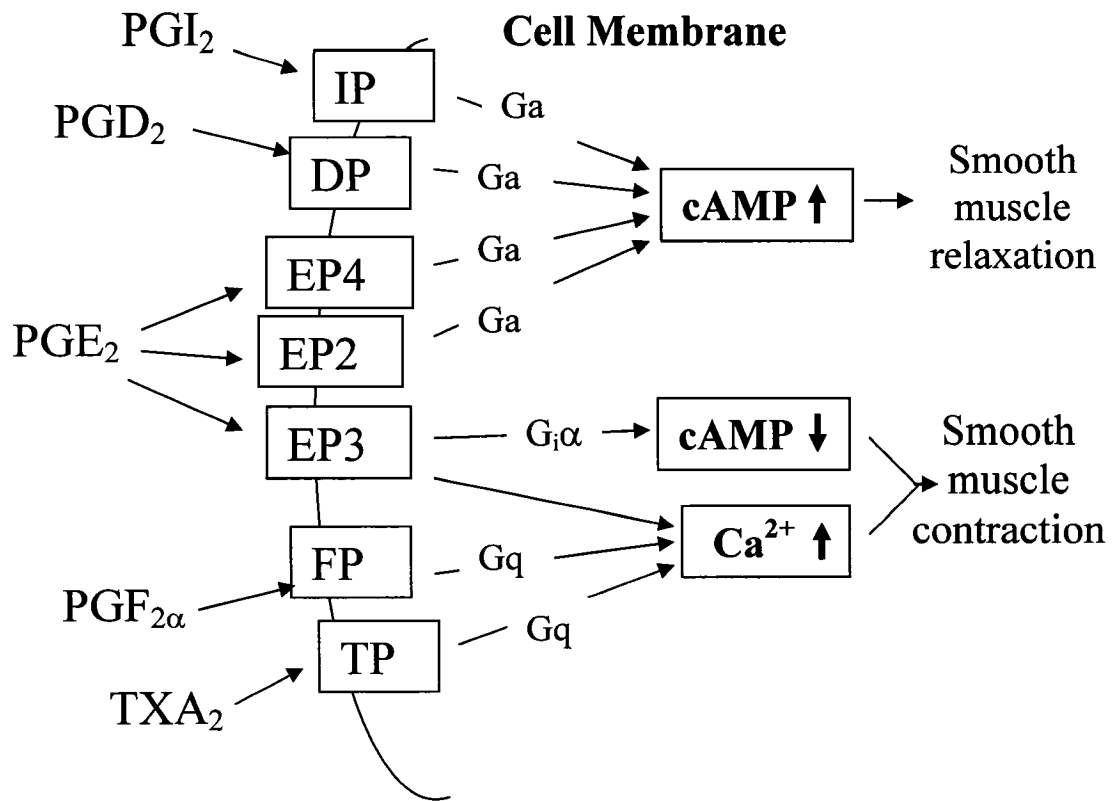 Cell Membrane
PGI₂
IP
Ga
PGD₂
DP
Ga
cAMP ↑
Smooth
muscle
relaxation
EP4
Ga
PGE₂
EP2
Ga
EP3
Gᵢα
cAMP ↓
Smooth
muscle
contraction
Ca²⁺ ↑
FP
Gq
PGF₂α
TP
Gq
TXA₂